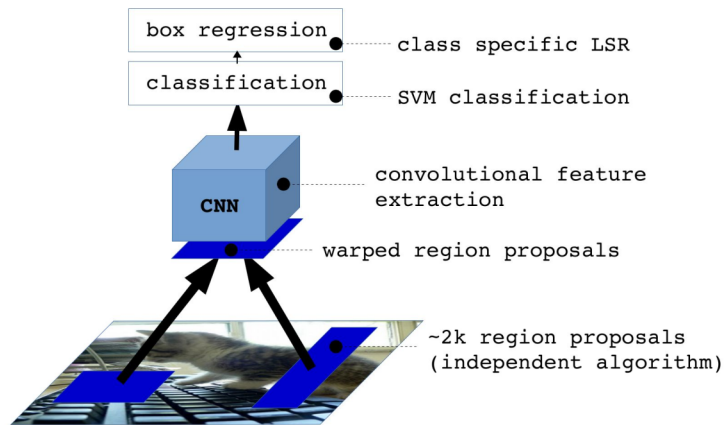 box regression
class specific LSR
classification
SVM classification
convolutional feature
extraction
CNN
warped region proposals
~2k region proposals
(independent algorithm)